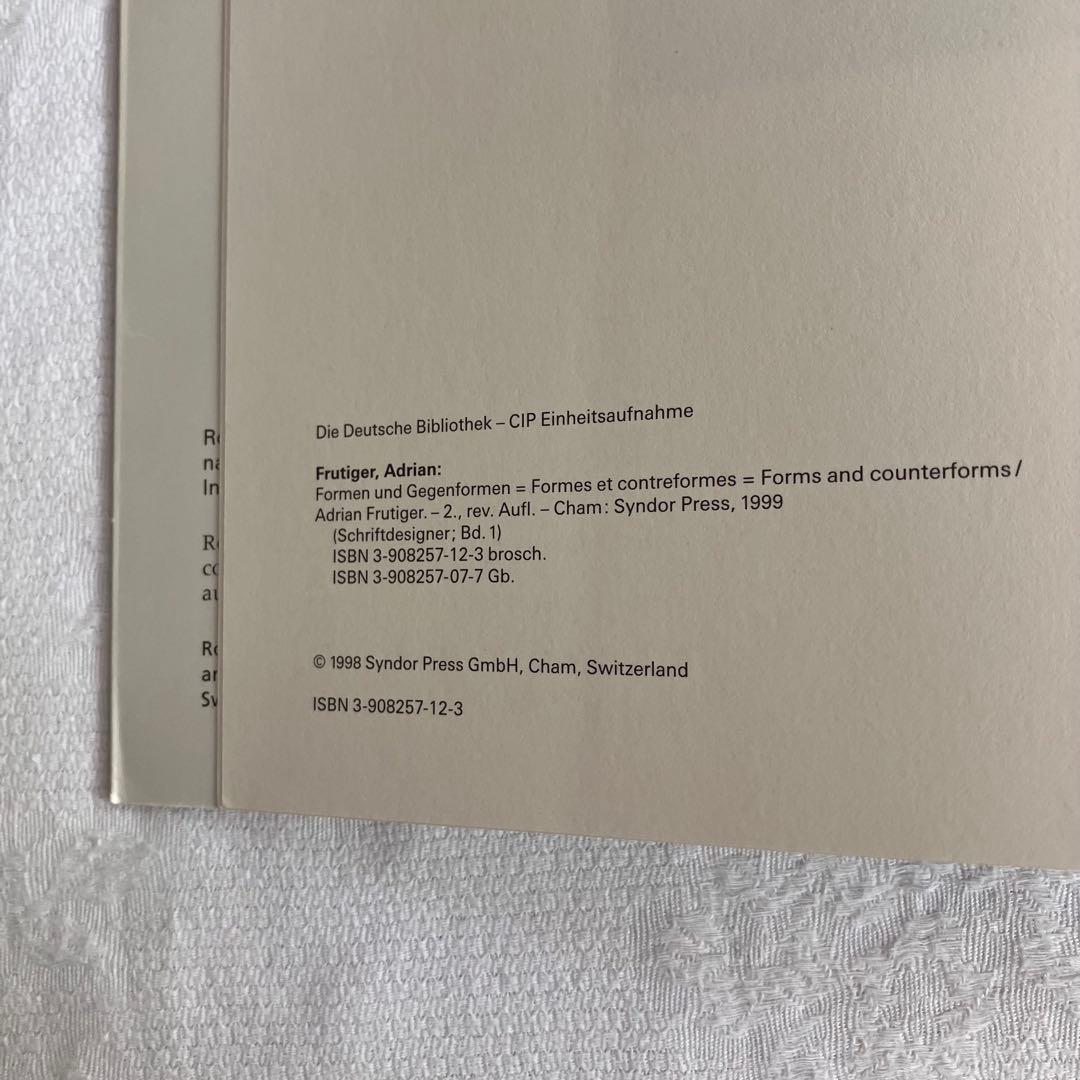 Die Deutsche Bibliothek – CIP Einheitsaufnahme
Frutiger, Adrian:
Formen und Gegenformen = Formes et contreformes = Forms and counterforms /
Adrian Frutiger. – 2., rev. Aufl. – Cham: Syndor Press, 1999
(Schriftdesigner; Bd. 1)
ISBN 3-908257-12-3 brosch.
ISBN 3-908257-07-7 Gb.
© 1998 Syndor Press GmbH, Cham, Switzerland
ISBN 3-908257-12-3